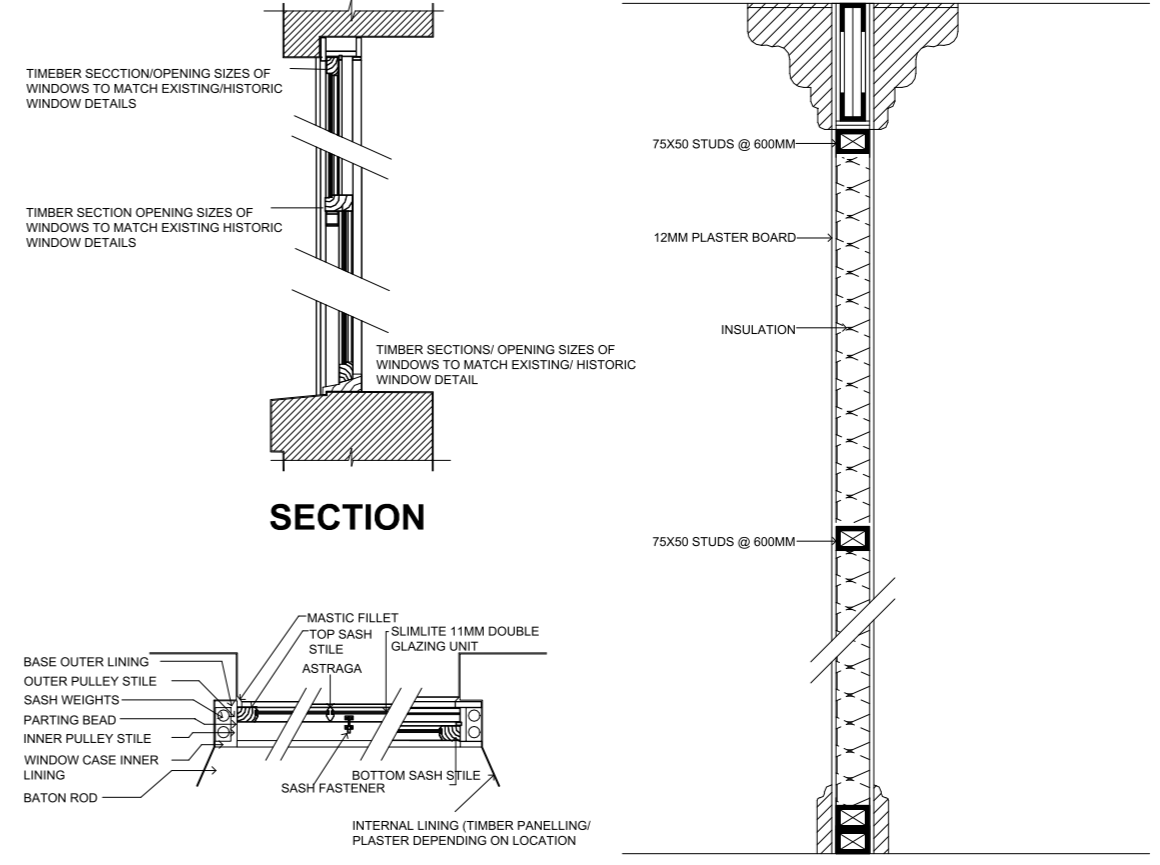 TIMEBER SECCTION/OPENING SIZES OF
WINDOWS TO MATCH EXISTING/HISTORIC
WINDOW DETAILS
TIMBER SECTION OPENING SIZES OF
WINDOWS TO MATCH EXISTING HISTORIC
WINDOW DETAILS
TIMBER SECTIONS/ OPENING SIZES OF
WINDOWS TO MATCH EXISTING/ HISTORIC
WINDOW DETAIL
SECTION
MASTIC FILLET
TOP SASH
STILE
SLIMLITE 11MM DOUBLE
GLAZING UNIT
ASTRAGA
BASE OUTER LINING
OUTER PULLEY STILE
SASH WEIGHTS
PARTING BEAD
INNER PULLEY STILE
WINDOW CASE INNER
LINING
BATON ROD
SASH FASTENER
BOTTOM SASH STILE
INTERNAL LINING (TIMBER PANELLING/
PLASTER DEPENDING ON LOCATION
75X50 STUDS @ 600MM
12MM PLASTER BOARD
INSULATION
75X50 STUDS @ 600MM